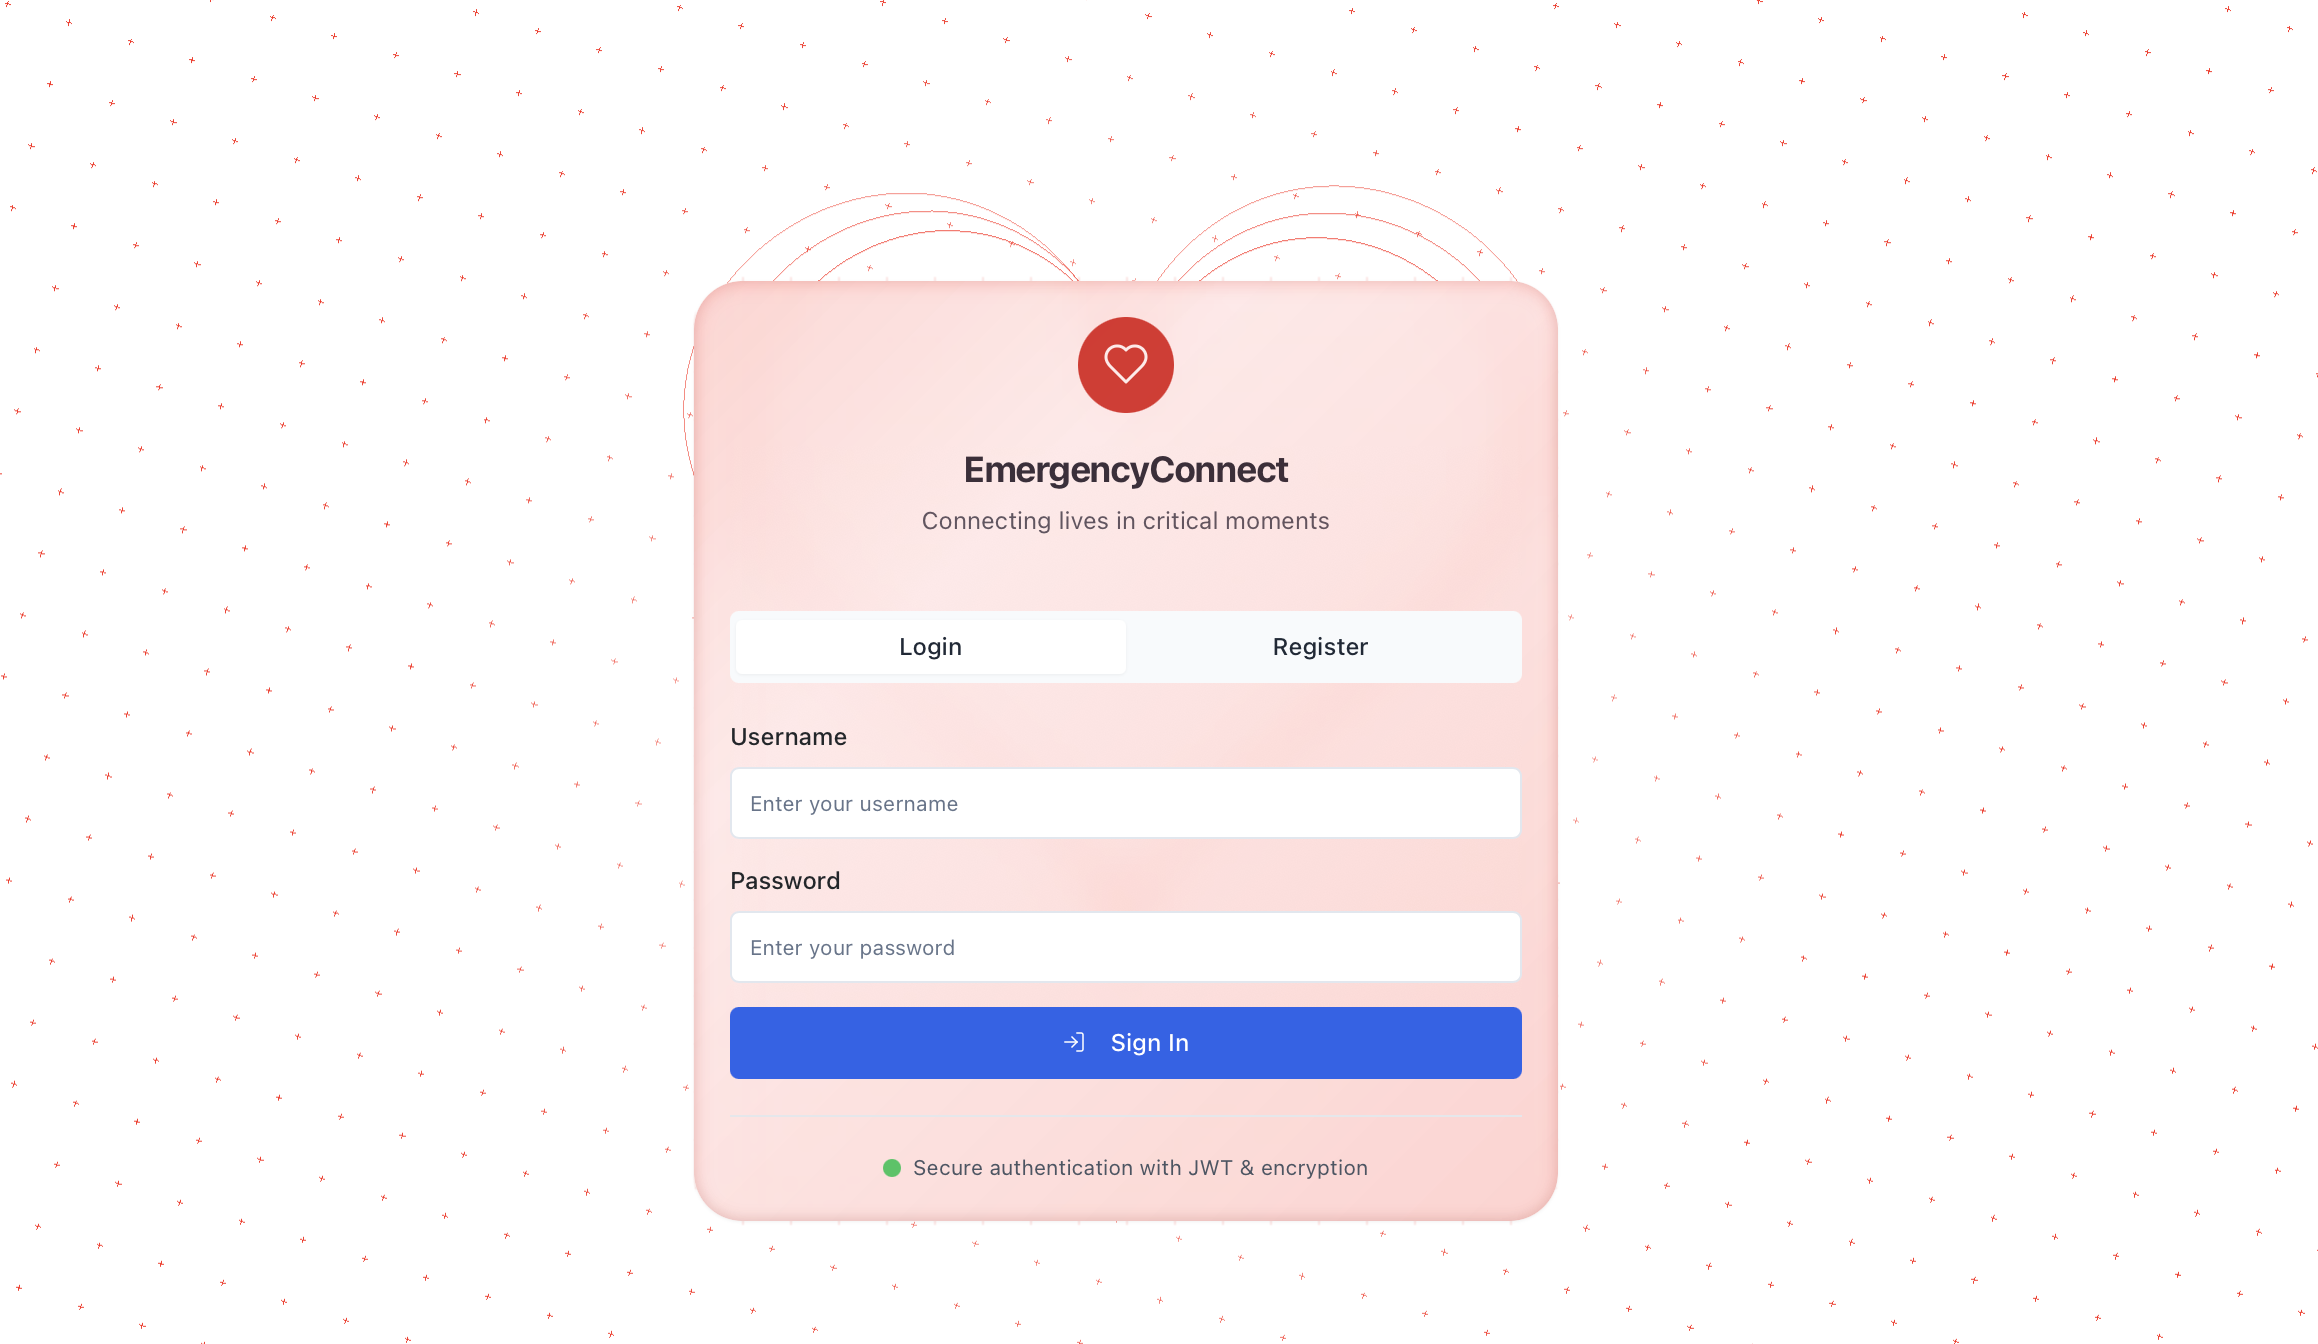 EmergencyConnect
Connecting lives in critical moments
Login
Register
Username
Enter your username
Password
Enter your password
Sign In
Secure authentication with JWT & encryption